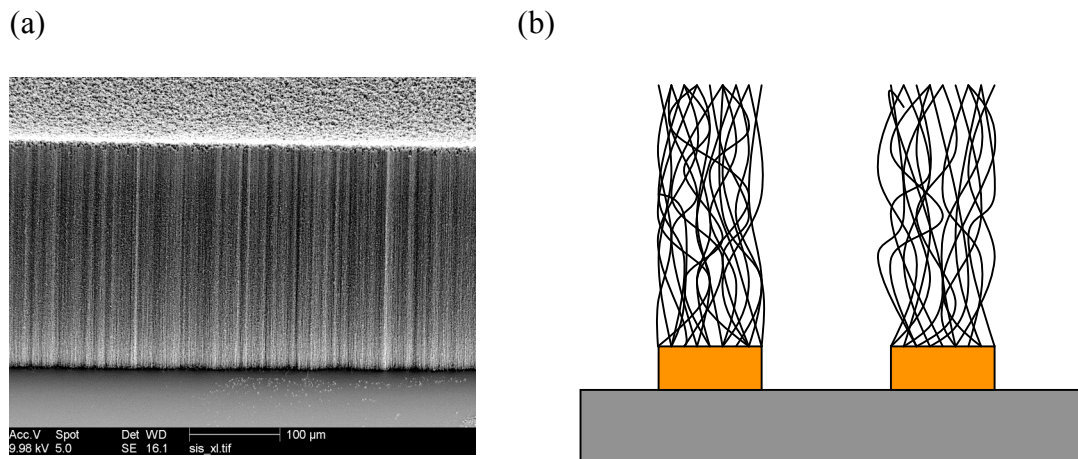 (a)
(b)
Acc.V Spot Det WD 100 µm
9.98 kV 5.0 SE 16.1 sis_xl.tif